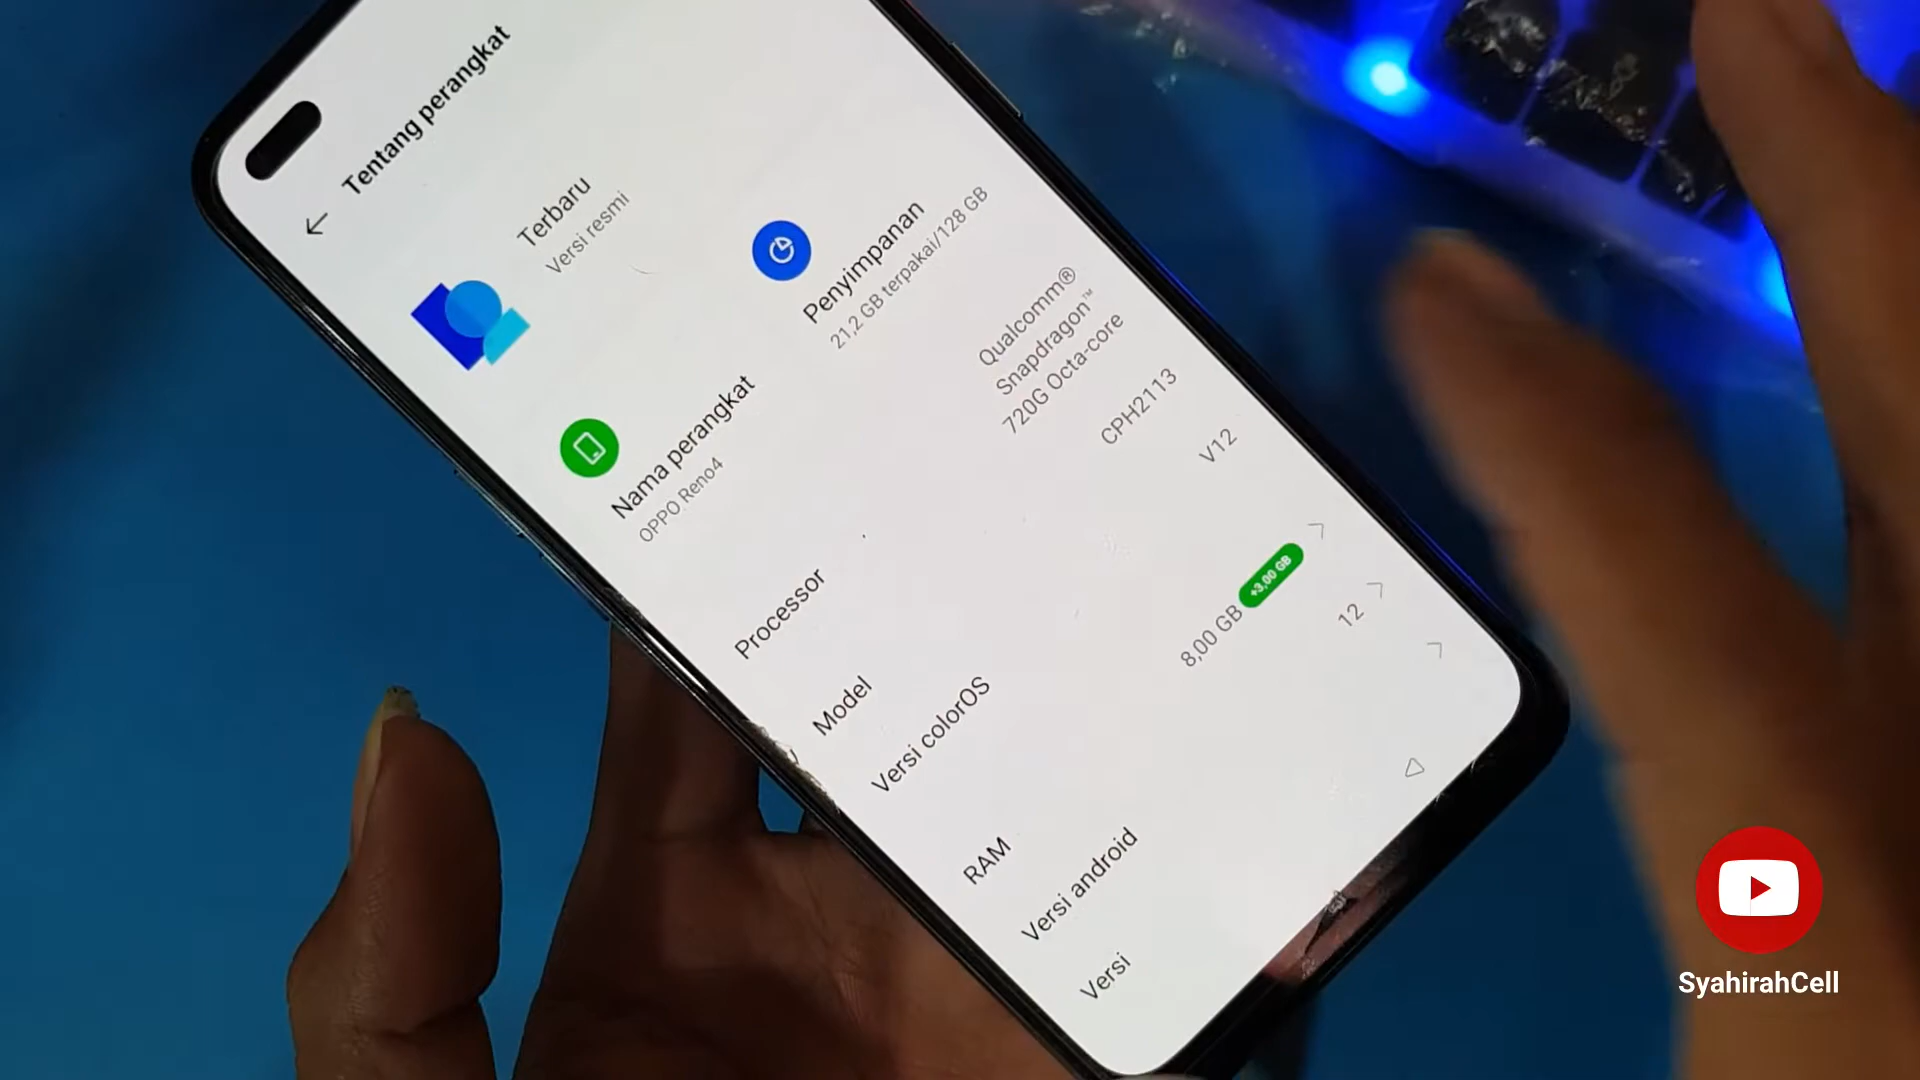 Tentang perangkat
Terbaru
Versi resmi
Nama perangkat
OPPO Reno4
Penyimpanan
21,2 GB terpakai/128 GB
Processor
Qualcomm®
Snapdragon™
720G Octa-core
Model
CPH2113
Versi colorOS
V12
RAM
8,00 GB +3,00 GB
Versi android
12
Versi
SyahirahCell